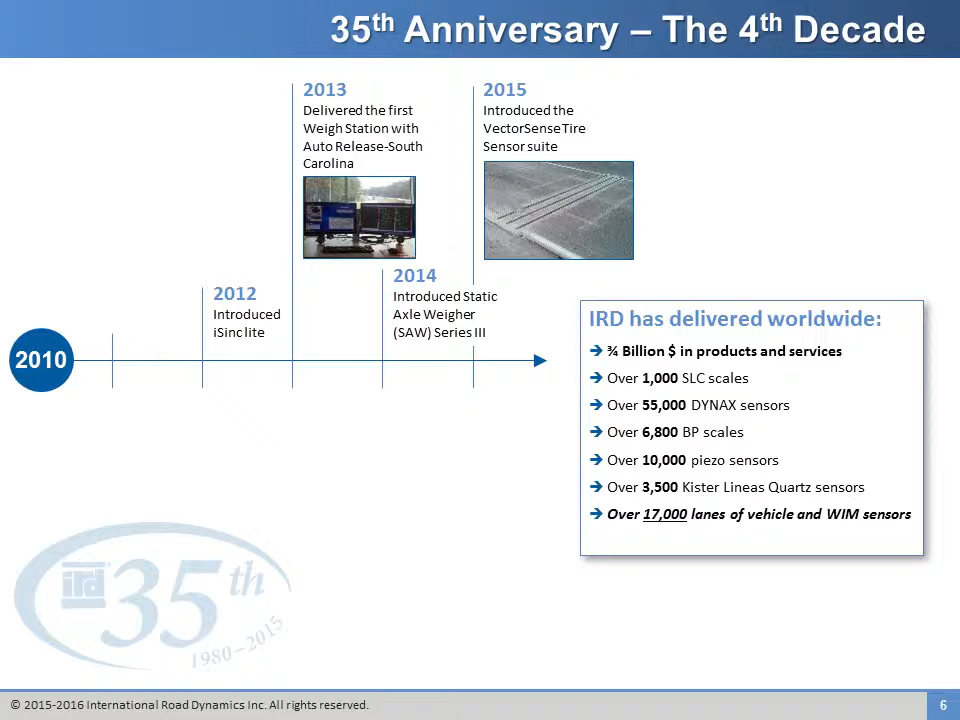 35th Anniversary – The 4th Decade
2013
Delivered the first
Weigh Station with
Auto Release-South
Carolina
2015
Introduced the
VectorSense Tire
Sensor suite
2012
Introduced
iSinc lite
2014
Introduced Static
Axle Weigher
(SAW) Series III
2010
IRD has delivered worldwide:
➔ ¾ Billion $ in products and services
➔ Over 1,000 SLC scales
➔ Over 55,000 DYNAX sensors
➔ Over 6,800 BP scales
➔ Over 10,000 piezo sensors
➔ Over 3,500 Kister Lineas Quartz sensors
➔ Over 17,000 lanes of vehicle and WIM sensors
ird 35th
1980–2015
© 2015-2016 International Road Dynamics Inc. All rights reserved.
6